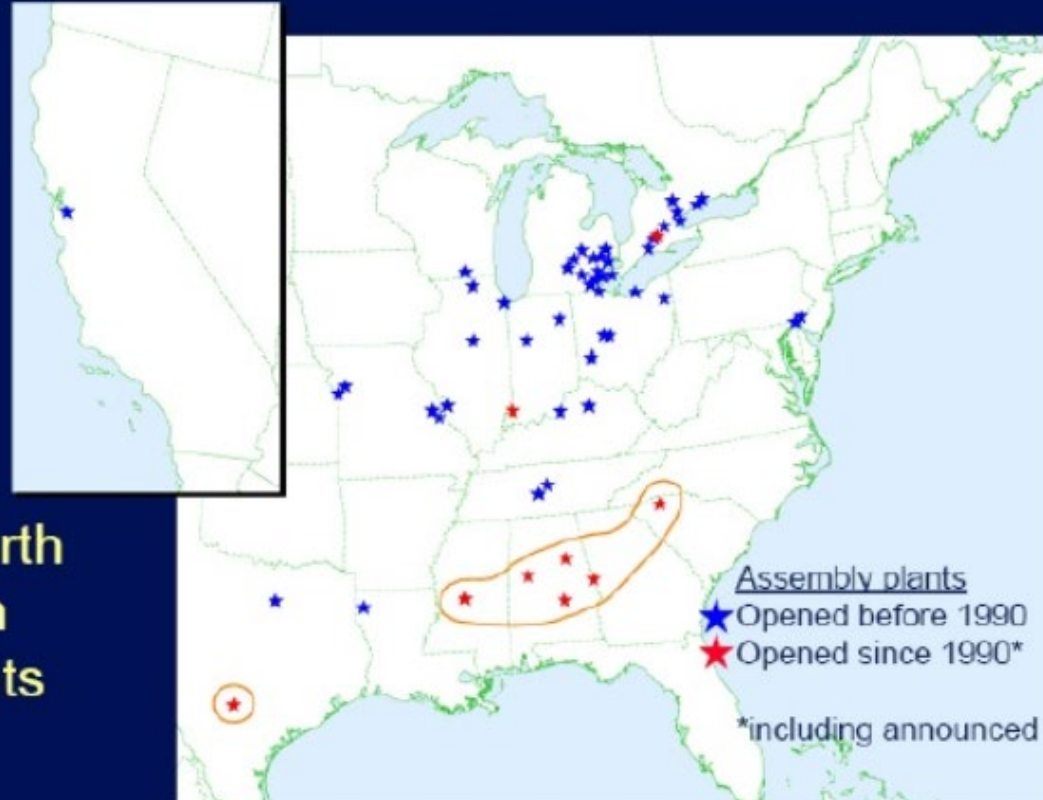 rth
ts
Assembly plants
Opened before 1990
Opened since 1990*
*including announced